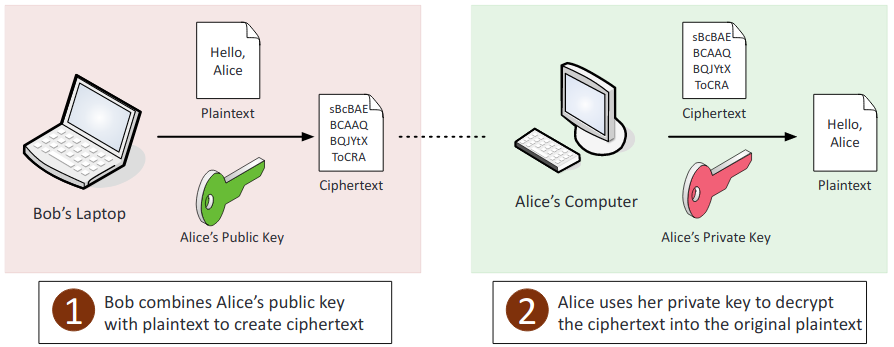 Hello,
Alice
Plaintext
sBcBAE
BCAAQ
BQJYtX
ToCRA
Ciphertext
Bob's Laptop
Alice's Public Key
sBcBAE
BCAAQ
BQJYtX
ToCRA
Ciphertext
Hello,
Alice
Plaintext
Alice's Computer
Alice's Private Key
1
Bob combines Alice's public key
with plaintext to create ciphertext
2
Alice uses her private key to decrypt
the ciphertext into the original plaintext